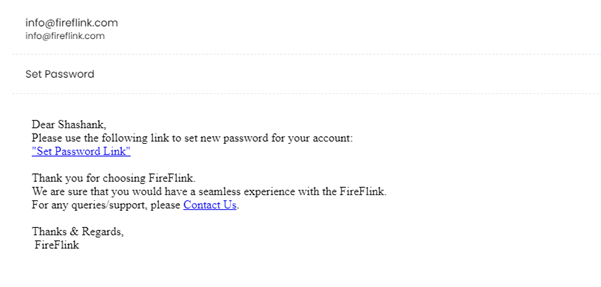 info@fireflink.com
info@fireflink.com
Set Password
Dear Shashank,
Please use the following link to set new password for your account:
"Set Password Link"
Thank you for choosing FireFlink.
We are sure that you would have a seamless experience with the FireFlink.
For any queries/support, please Contact Us.
Thanks & Regards,
FireFlink